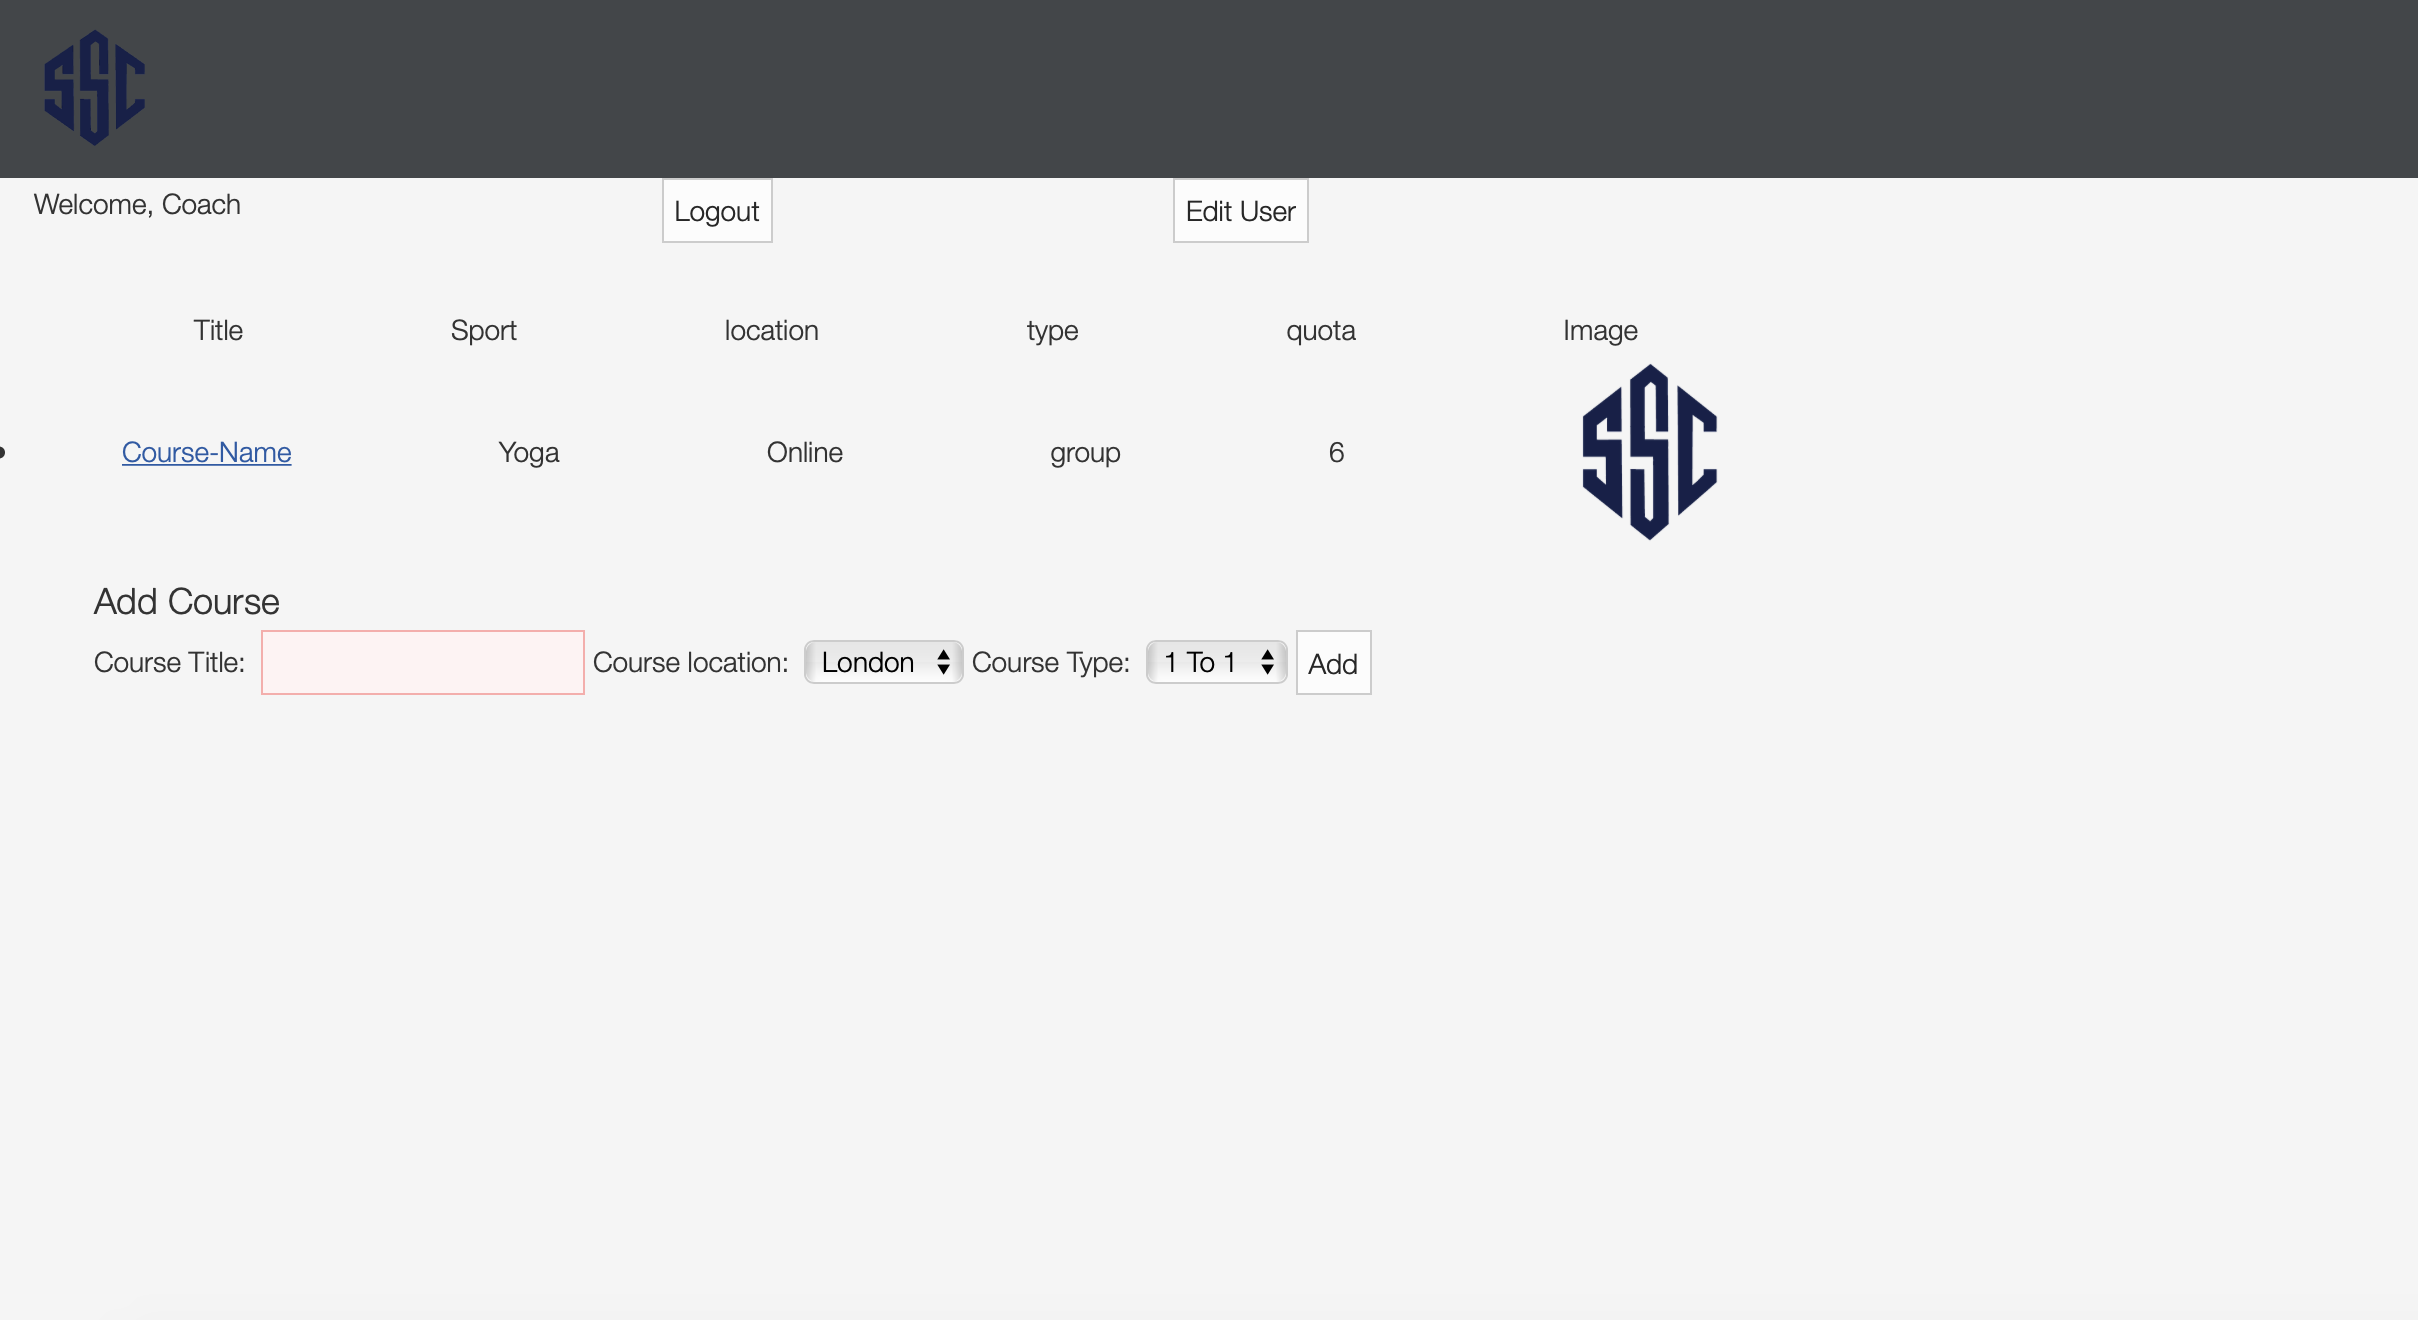 SSC
Welcome, Coach Logout Edit User
Title Sport location type quota Image
SSC
Course-Name Yoga Online group 6
Add Course
Course Title: Course location: London Course Type: 1 To 1 Add